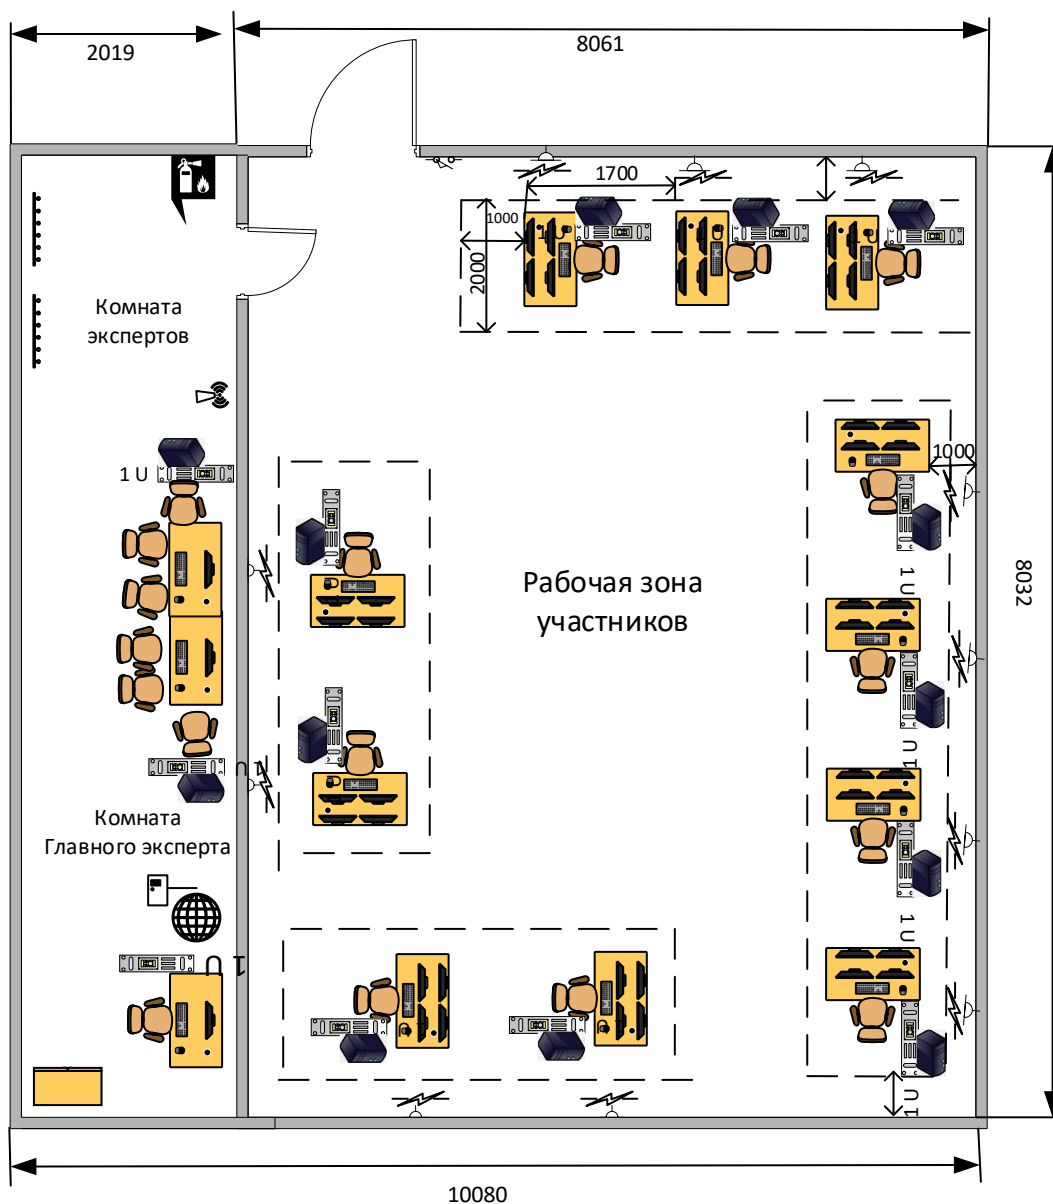 2019
8061
1700
1000
2000
1 U
Комната
экспертов
1000
1 U
8032
Рабочая зона
участников
1 U
1 U
1 U
Комната
Главного эксперта
1 U
1 U
1 U
10080